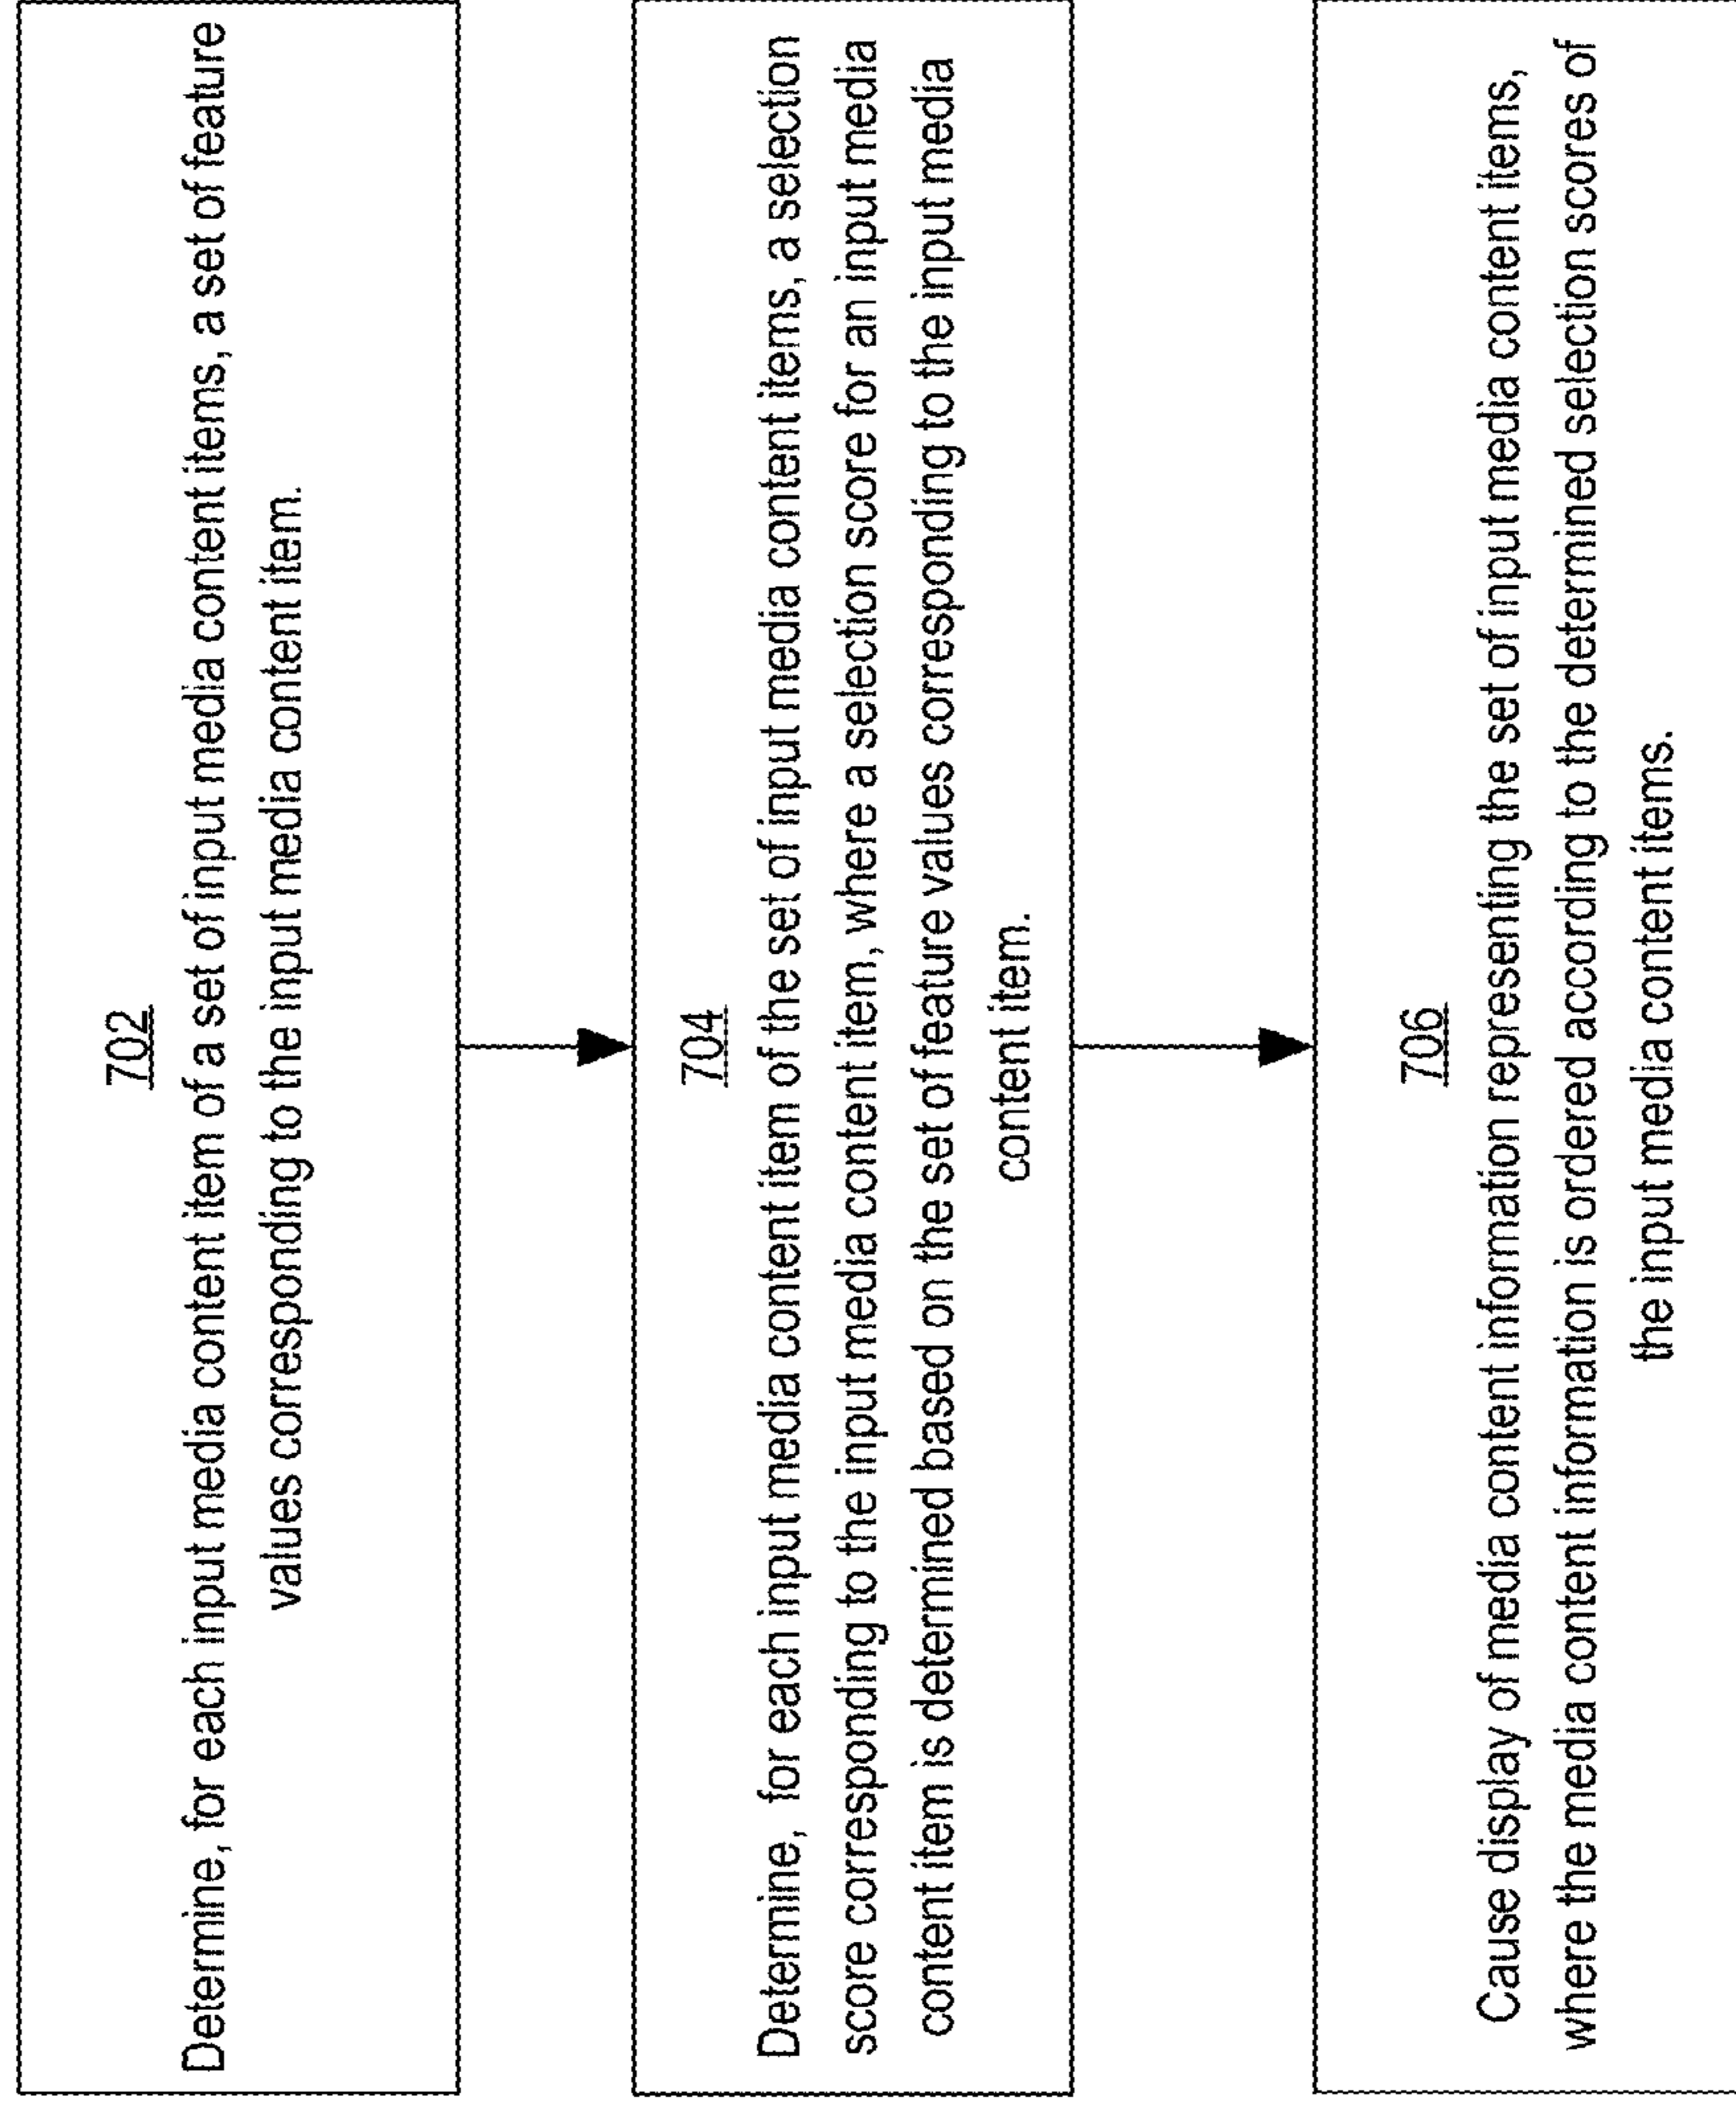 702
Determine, for each input media content item of a set of input media content items, a set of feature
values corresponding to the input media content item.
704
Determine, for each input media content item of the set of input media content items, a selection
score corresponding to the input media content item, where a selection score for an input media
content item is determined based on the set of feature values corresponding to the input media
content item.
706
Cause display of media content information representing the set of input media content items,
where the media content information is ordered according to the determined selection scores of
the input media content items.